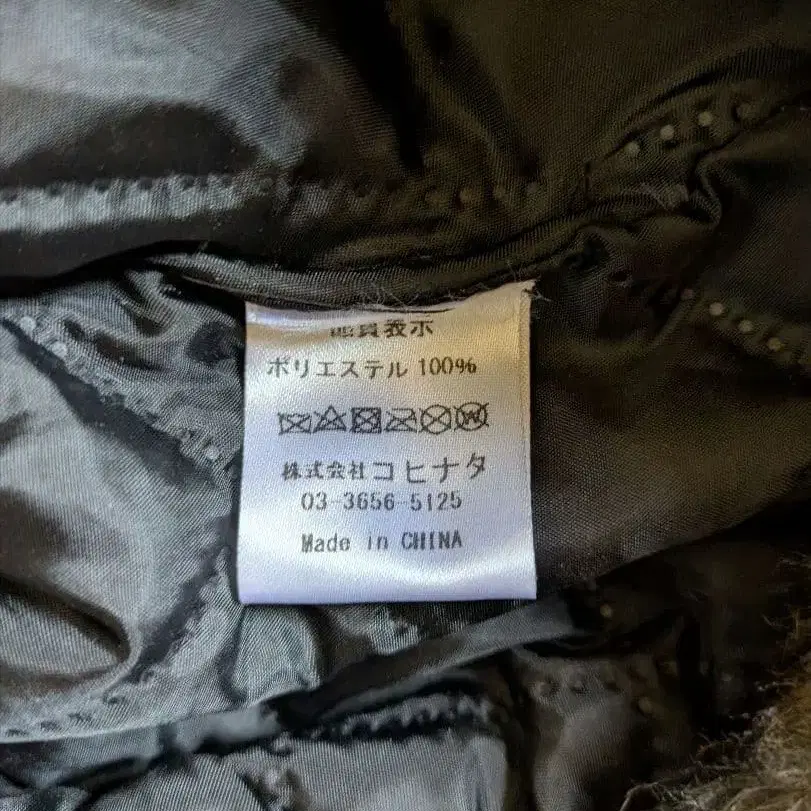 品質表示
ポリエステル 100%
株式会社コヒナタ
03-3656-5125
Made in CHINA